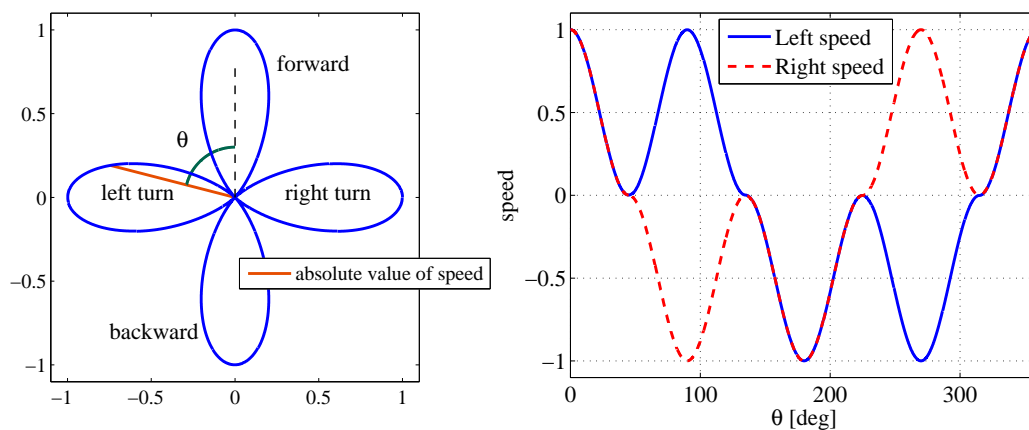 1
0.5
0
−0.5
−1
−1
−0.5
0
0.5
1
forward
θ
left turn
right turn
absolute value of speed
backward
1
0.5
0
−0.5
−1
speed
Left speed
Right speed
0
100
200
300
θ [deg]